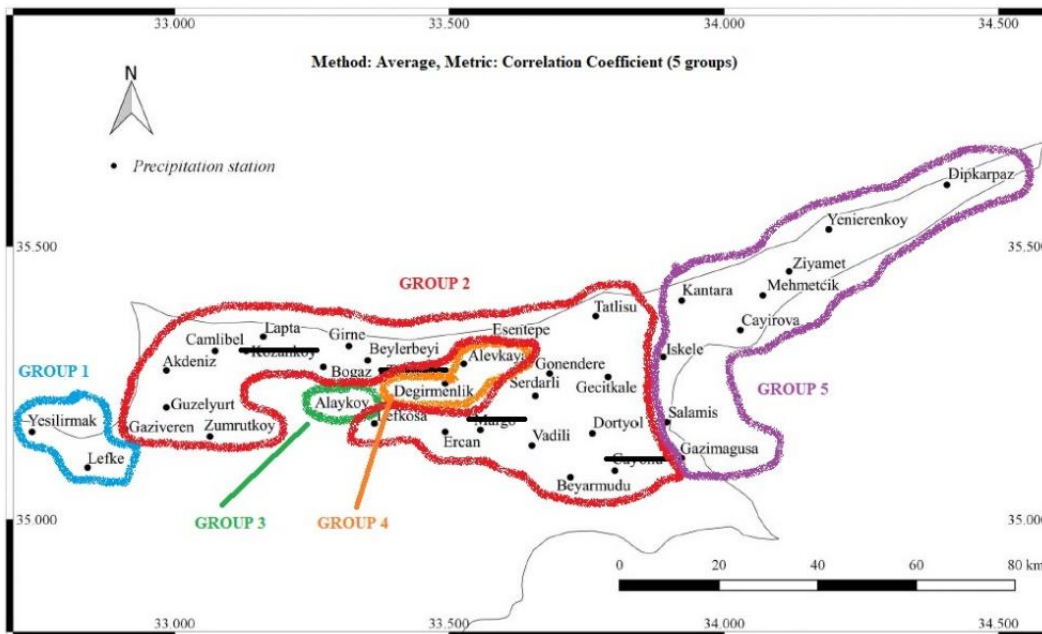 33.000 33.500 34.000 34.500
Method: Average, Metric: Correlation Coefficient (5 groups)
N
Precipitation station
Dipkarpaz
Yenierenkoy
35.500 35.500
Ziyamet
GROUP 2
Kantara
Mehmetcik
Tatlisu
Cayirova
Lapta
Girne
Esentepe
Camlibel
Kozankoy
Beylerbeyi
Iskele
Akdeniz
Bogaz
Alevkaya
Gonendere
GROUP 1
Degirmenlik
Serdarli
Gecitkale
GROUP 5
Guzelyurt
Alaykoy
Yesilirmak
Gaziveren
Zumrutkoy
Lefkosa
Margo
Dortyol
Salamis
Ercan
Vadili
Lefke
Gazimagusa
Cayonu
Beyarmudu
GROUP 3
GROUP 4
35.000 35.000
0 20 40 60 80 km
33.000 33.500 34.000 34.500